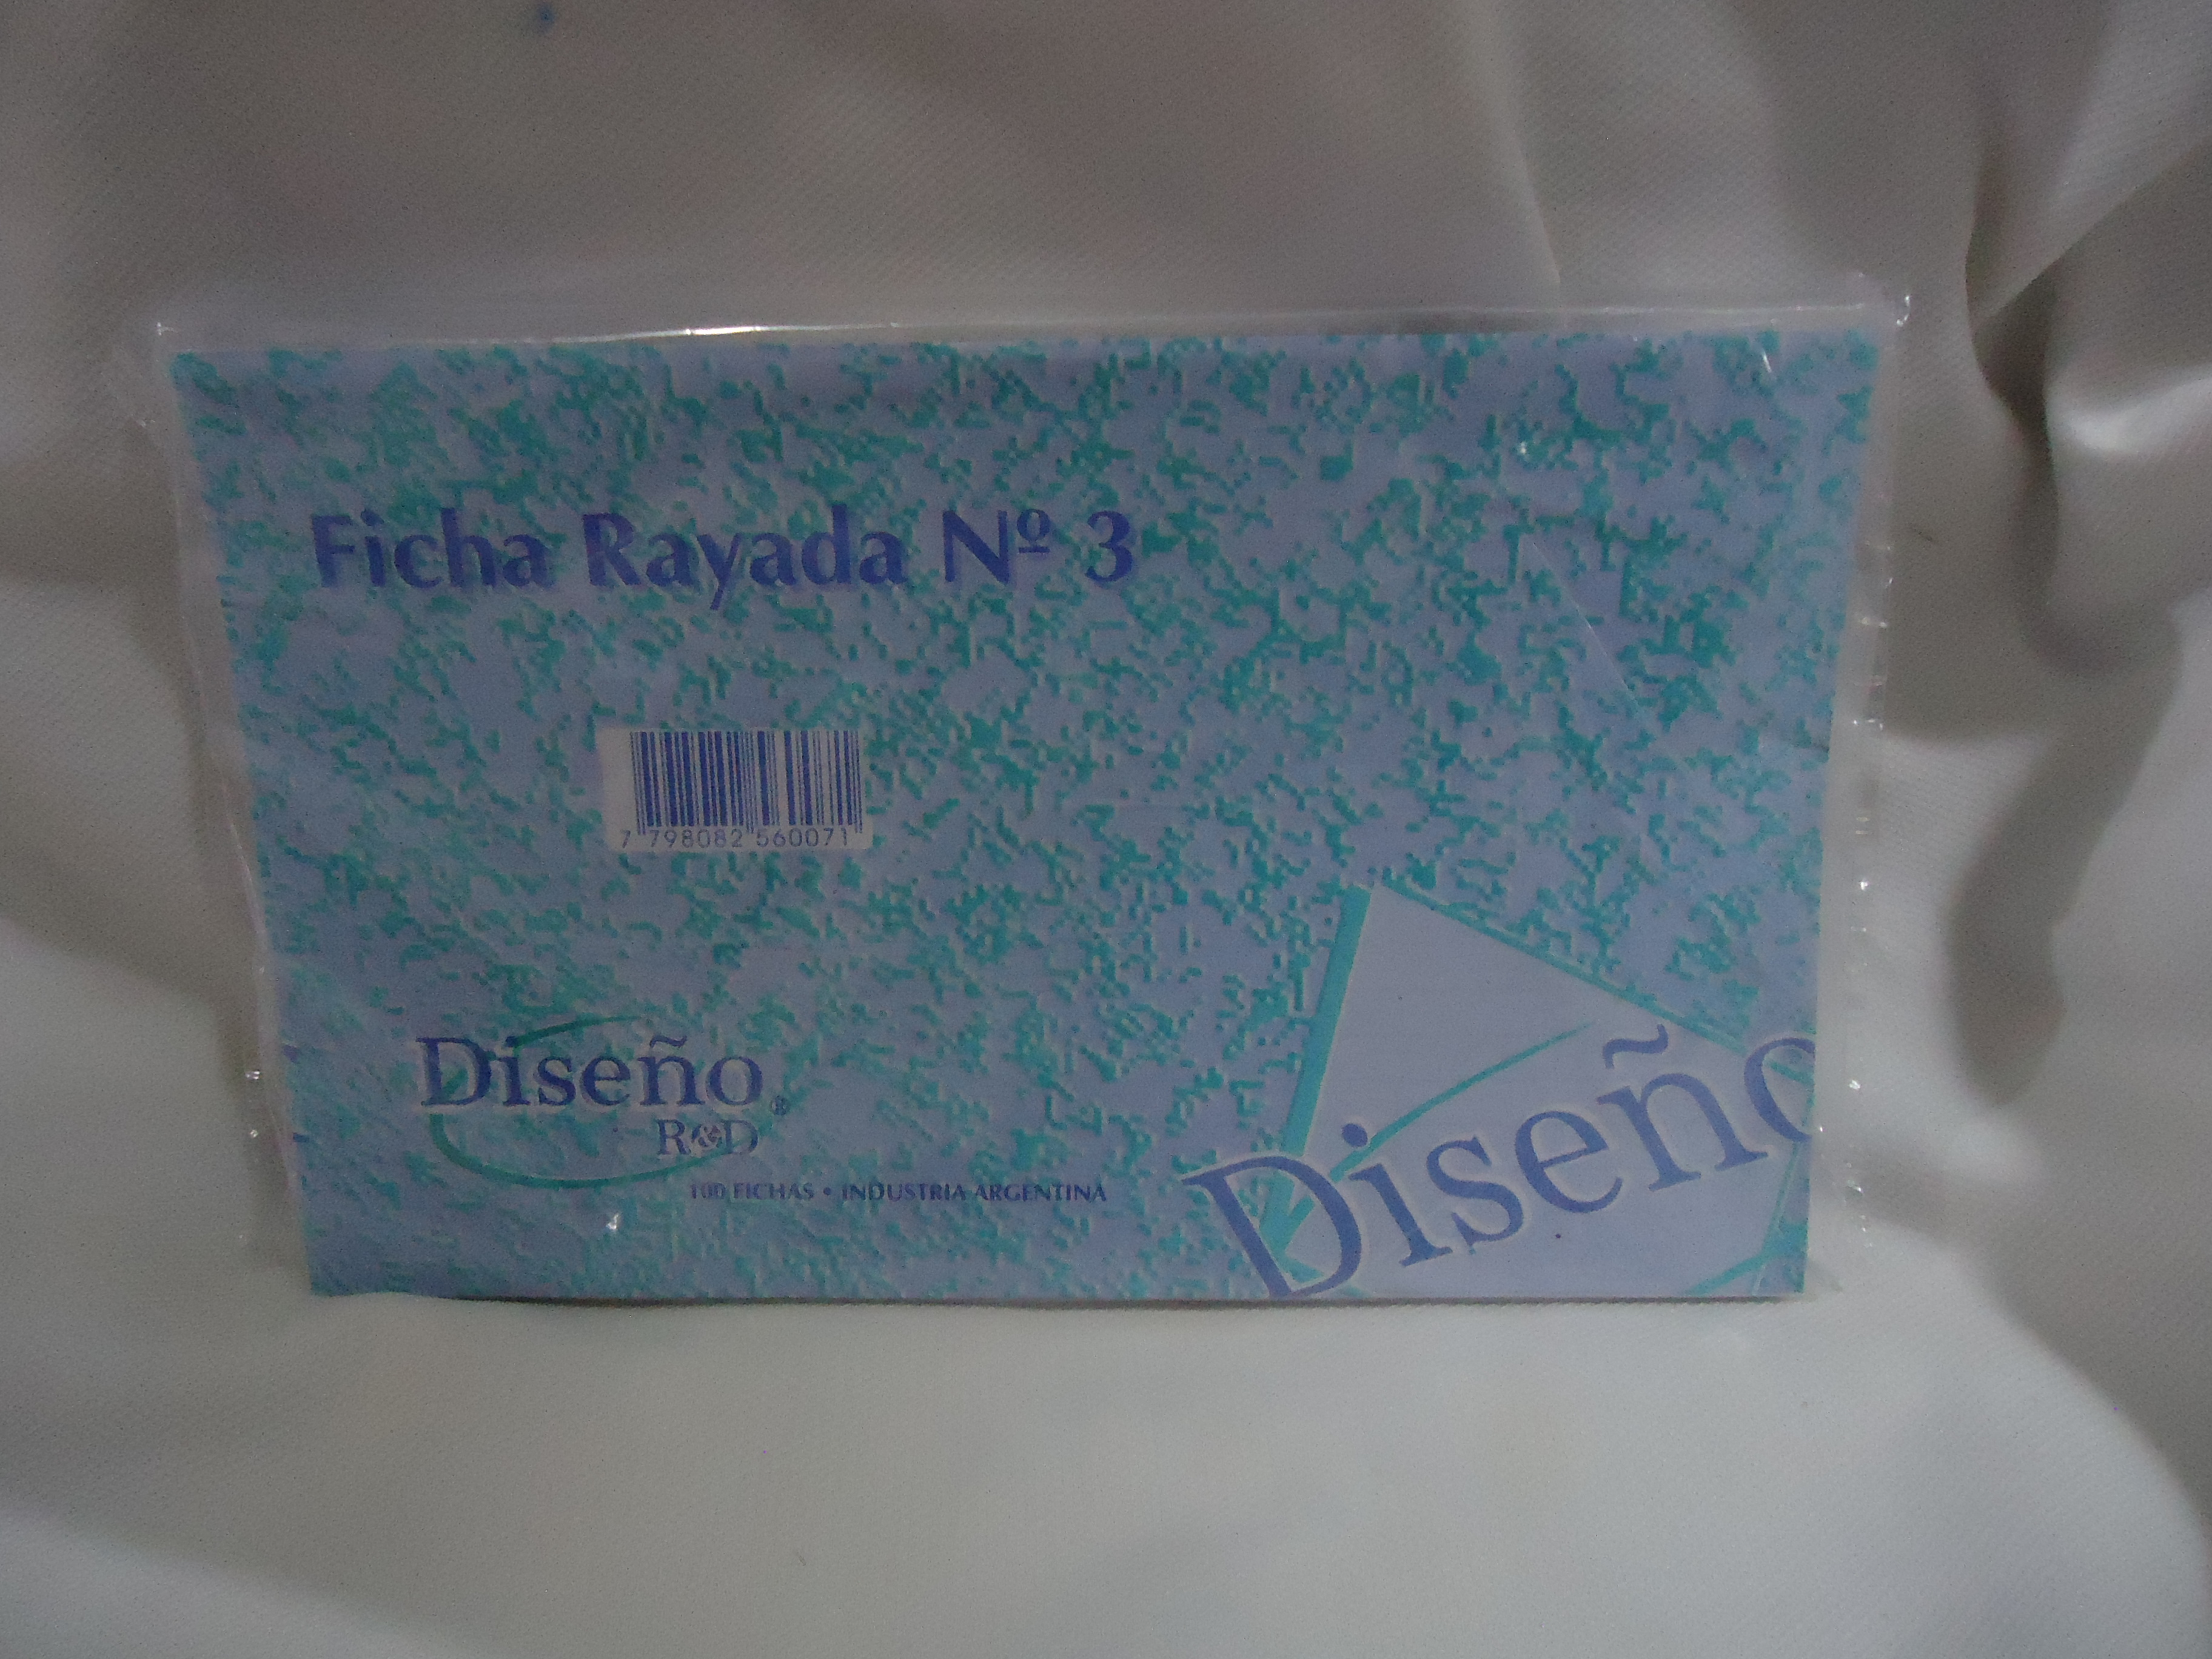 Ficha Rayada Nº 3
7 798082 560071
Diseño ®
R&D
100 FICHAS • INDUSTRIA ARGENTINA
Diseño